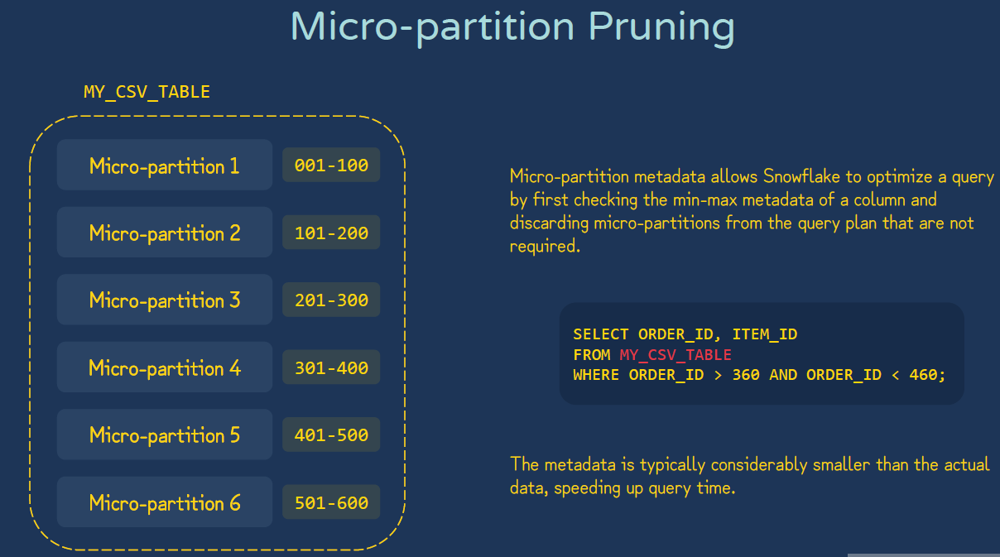 Micro-partition Pruning
MY_CSV_TABLE
Micro-partition 1 001-100
Micro-partition 2 101-200
Micro-partition 3 201-300
Micro-partition 4 301-400
Micro-partition 5 401-500
Micro-partition 6 501-600
Micro-partition metadata allows Snowflake to optimize a query
by first checking the min-max metadata of a column and
discarding micro-partitions from the query plan that are not
required.
SELECT ORDER_ID, ITEM_ID
FROM MY_CSV_TABLE
WHERE ORDER_ID > 360 AND ORDER_ID < 460;
The metadata is typically considerably smaller than the actual
data, speeding up query time.